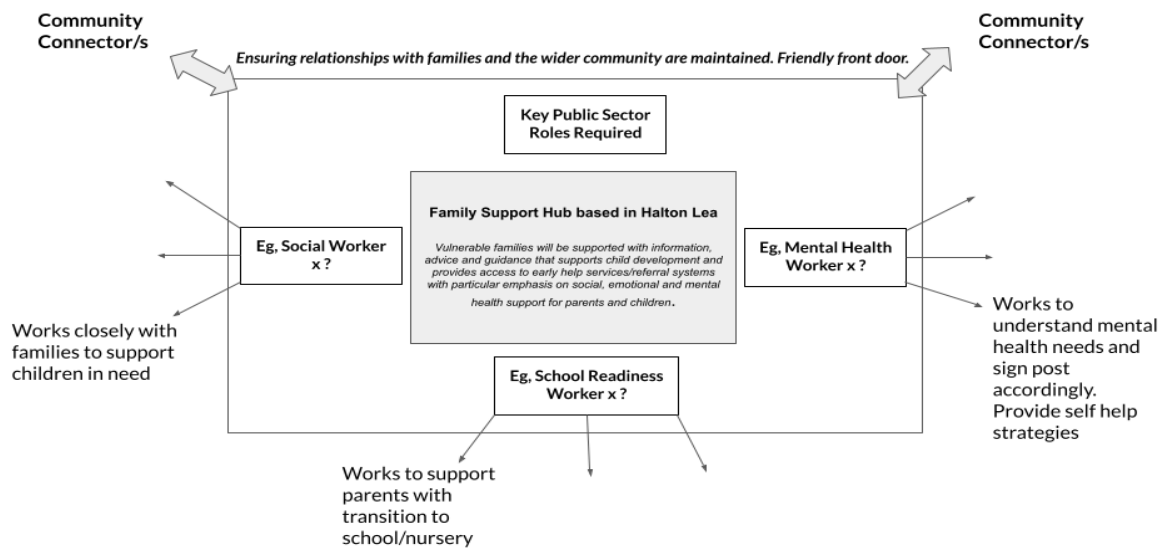 Community
Connector/s
Community
Connector/s
Ensuring relationships with families and the wider community are maintained. Friendly front door.
Key Public Sector
Roles Required
Family Support Hub based in Halton Lea
Vulnerable families will be supported with information,
advice and guidance that supports child development and
provides access to early help services/referral systems
with particular emphasis on social, emotional and mental
health support for parents and children.
Eg, Social Worker
x ?
Eg, Mental Health
Worker x ?
Works closely with
families to support
children in need
Works to
understand mental
health needs and
sign post
accordingly.
Provide self help
strategies
Eg, School Readiness
Worker x ?
Works to support
parents with
transition to
school/nursery